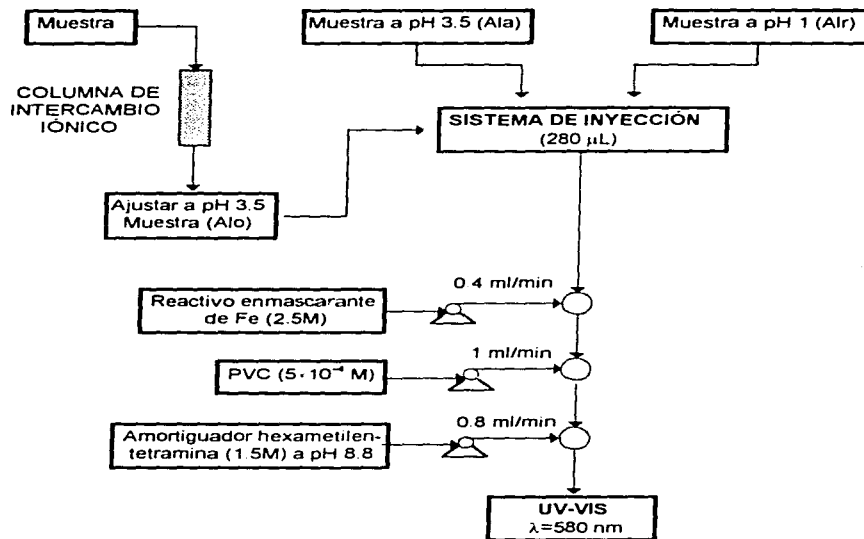 Muestra
Muestra a pH 3.5 (Ala)
Muestra a pH 1 (Alr)
COLUMNA DE
INTERCAMBIO
IÓNICO
SISTEMA DE INYECCIÓN
(280 µL)
Ajustar a pH 3.5
Muestra (Alo)
0.4 ml/min
Reactivo enmascarante
de Fe (2.5M)
1 ml/min
PVC (5·10⁻⁴ M)
0.8 ml/min
Amortiguador hexametilen-
tetramina (1.5M) a pH 8.8
UV-VIS
λ=580 nm